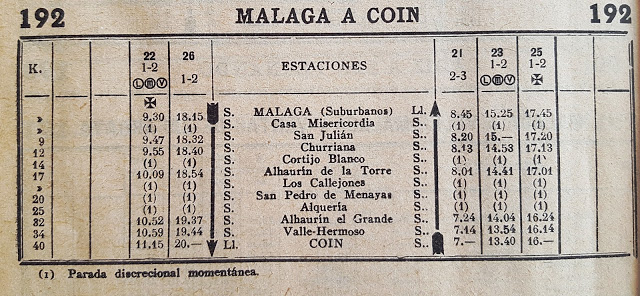 192 MALAGA A COIN 192
K. 22 26 ESTACIONES 21 23 25
1-2 1-2 2-3 1-2 1-2
Ⓛⓜⓥ ✠ Ⓛⓜⓥ ✠
» 9.30 18.15 S. MALAGA (Suburbanos) Ll. 8.45 15.25 17.45
» (1) (1) S. Casa Misericordia S.. (1) (1) (1)
9 9.47 18.32 S. San Julián S.. 8.20 15.— 17.20
12 9.55 18.40 S. Churriana S.. 8.13 14.53 17.13
14 (1) (1) S. Cortijo Blanco S.. (1) (1) (1)
17 10.09 18.54 S. Alhaurín de la Torre S.. 8.01 14.41 17.01
» (1) (1) S. Los Callejones S.. (1) (1) (1)
20 (1) (1) S. San Pedro de Menayas S.. (1) (1) (1)
25 (1) (1) S. Alquería S.. (1) (1) (1)
32 10.52 19.37 S. Alhaurín el Grande S.. 7.24 14.04 16.24
34 10.59 19.44 S. Valle-Hermoso S.. 7.14 13.54 16.14
40 11.15 20.— Ll. COIN S.. 7.— 13.40 16.—
(1) Parada discrecional momentánea.